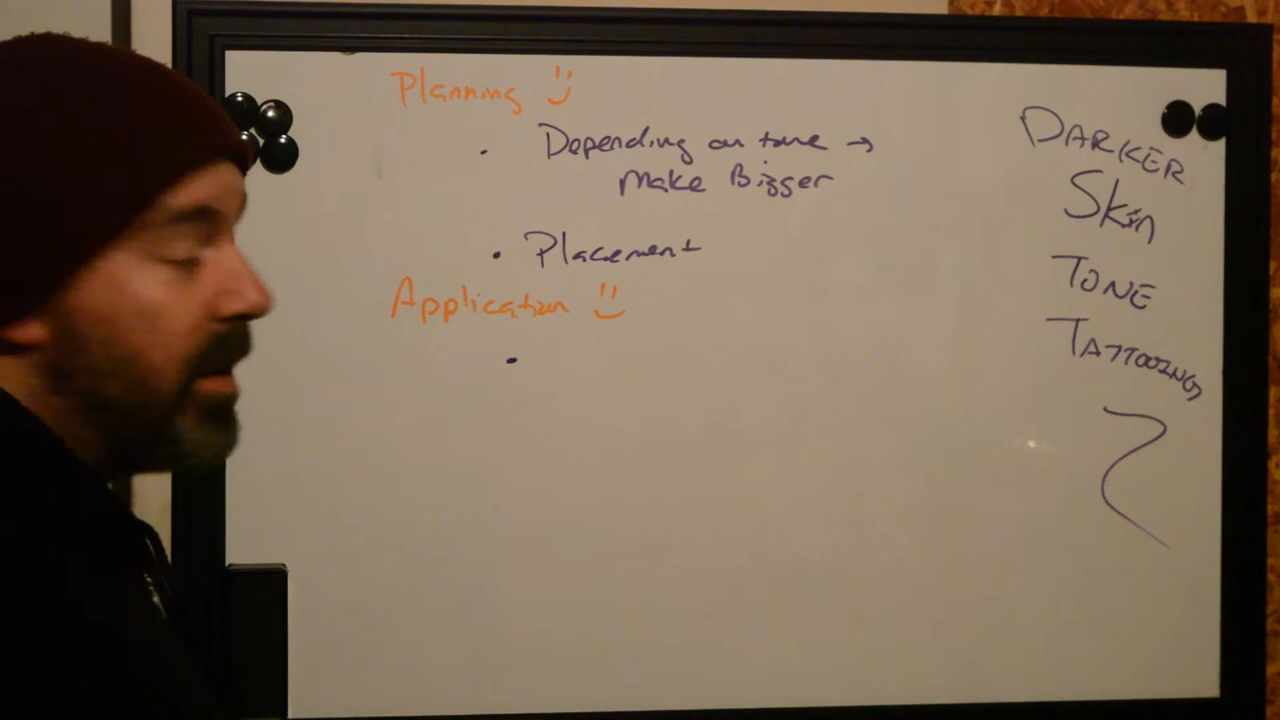 Planning
• Depending on tone →
Make Bigger
• Placement
Application
•
DARKER
Skin
TONE
TATTOOING